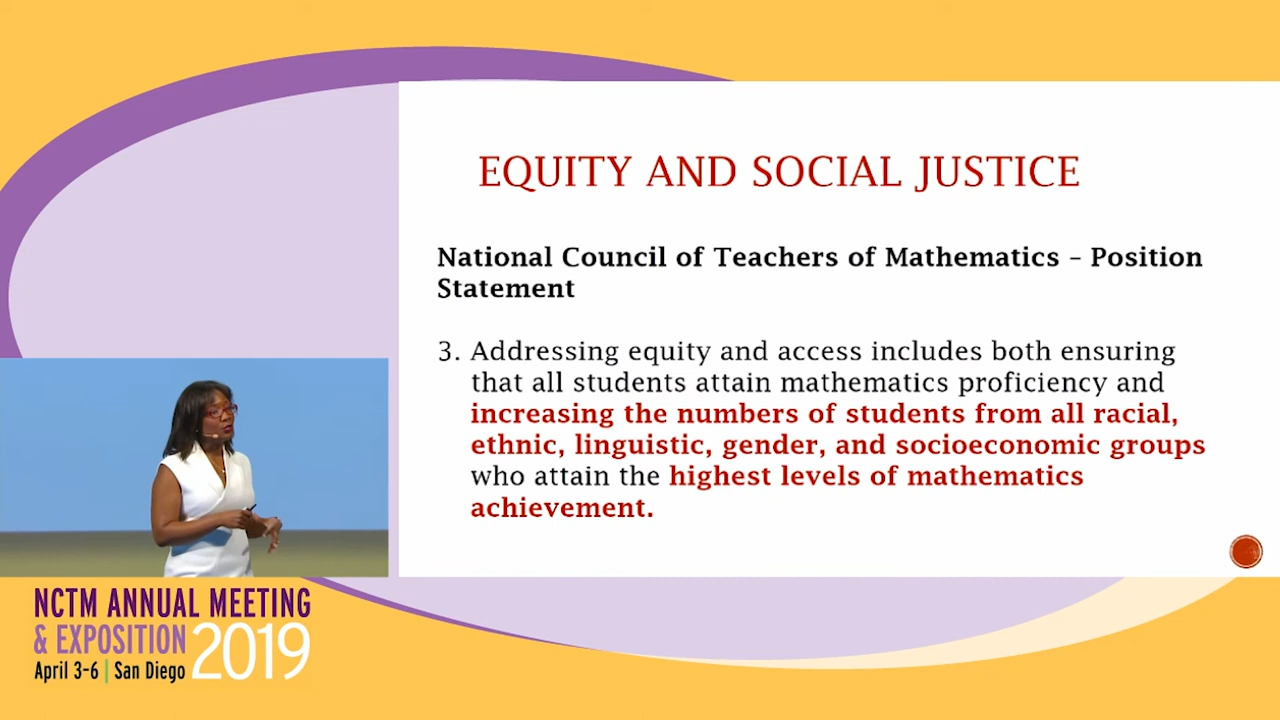 EQUITY AND SOCIAL JUSTICE
National Council of Teachers of Mathematics – Position
Statement
3. Addressing equity and access includes both ensuring
that all students attain mathematics proficiency and
increasing the numbers of students from all racial,
ethnic, linguistic, gender, and socioeconomic groups
who attain the highest levels of mathematics
achievement.
NCTM ANNUAL MEETING
& EXPOSITION 2019
April 3-6 | San Diego